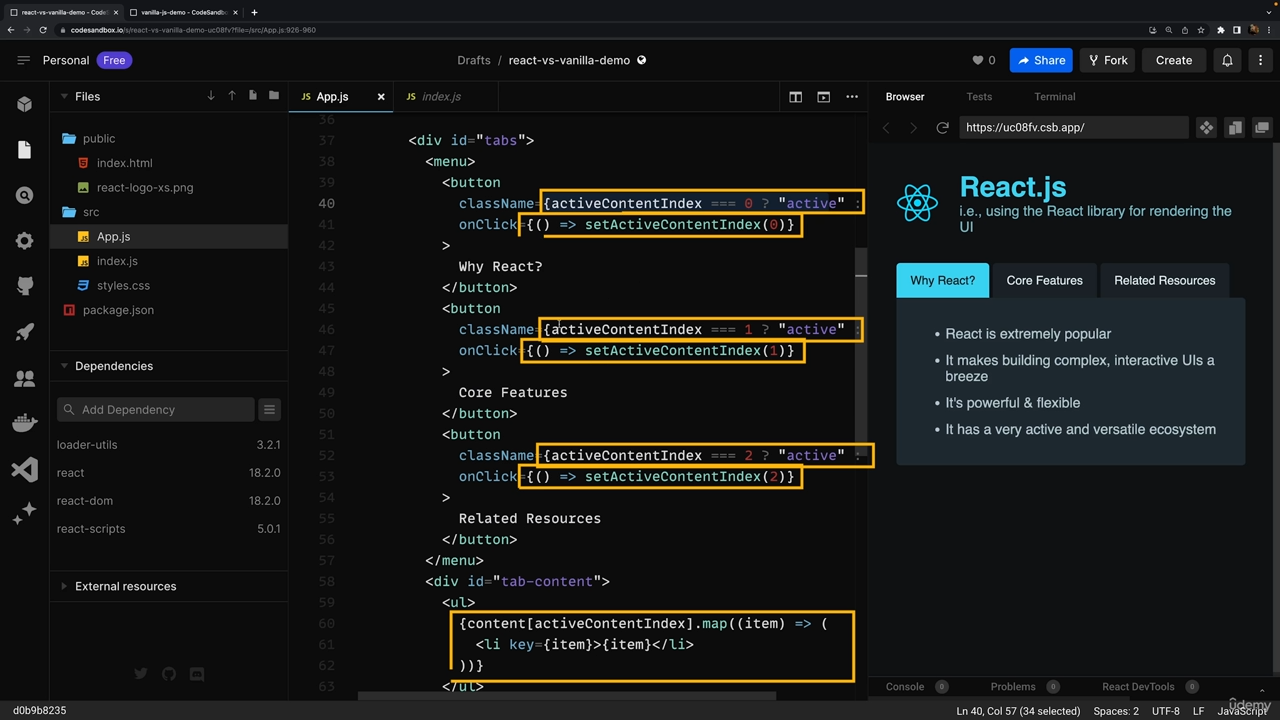 react-vs-vanilla-demo - CodeS
vanilla-js-demo - CodeSandb
codesandbox.io/s/react-vs-vanilla-demo-uc08fv?file=/src/App.js:926-960
Personal Free
Drafts / react-vs-vanilla-demo
0
Share
Fork
Create
Files
public
index.html
react-logo-xs.png
src
App.js
index.js
styles.css
package.json
Dependencies
Add Dependency
loader-utils 3.2.1
react 18.2.0
react-dom 18.2.0
react-scripts 5.0.1
External resources
d0b9b8235
JS App.js
JS index.js
36
37 <div id="tabs">
38 <menu>
39 <button
40 className={activeContentIndex === 0 ? "active" :
41 onClick={() => setActiveContentIndex(0)}
42 >
43 Why React?
44 </button>
45 <button
46 className={activeContentIndex === 1 ? "active" :
47 onClick={() => setActiveContentIndex(1)}
48 >
49 Core Features
50 </button>
51 <button
52 className={activeContentIndex === 2 ? "active" :
53 onClick={() => setActiveContentIndex(2)}
54 >
55 Related Resources
56 </button>
57 </menu>
58 <div id="tab-content">
59 <ul>
60 {content[activeContentIndex].map((item) => (
61 <li key={item}>{item}</li>
62 ))}
63 </ul>
Browser
Tests
Terminal
https://uc08fv.csb.app/
React.js
i.e., using the React library for rendering the
UI
Why React?
Core Features
Related Resources
• React is extremely popular
• It makes building complex, interactive UIs a
breeze
• It's powerful & flexible
• It has a very active and versatile ecosystem
Console 0
Problems 0
React DevTools 0
Ln 40, Col 57 (34 selected)
Spaces: 2
UTF-8
LF
JavaScript
udemy